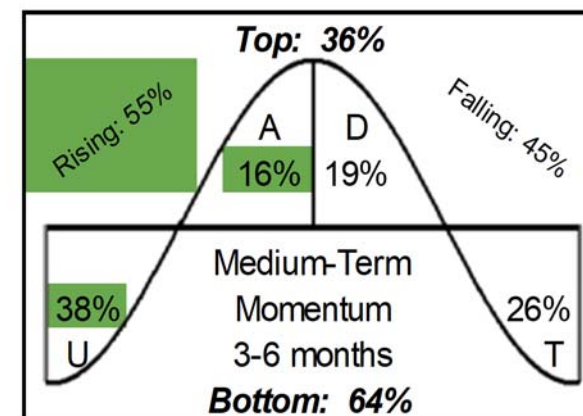 Top: 36%
Rising: 55%
Falling: 45%
A
D
16%
19%
Medium-Term
38%
Momentum
26%
U
3-6 months
T
Bottom: 64%